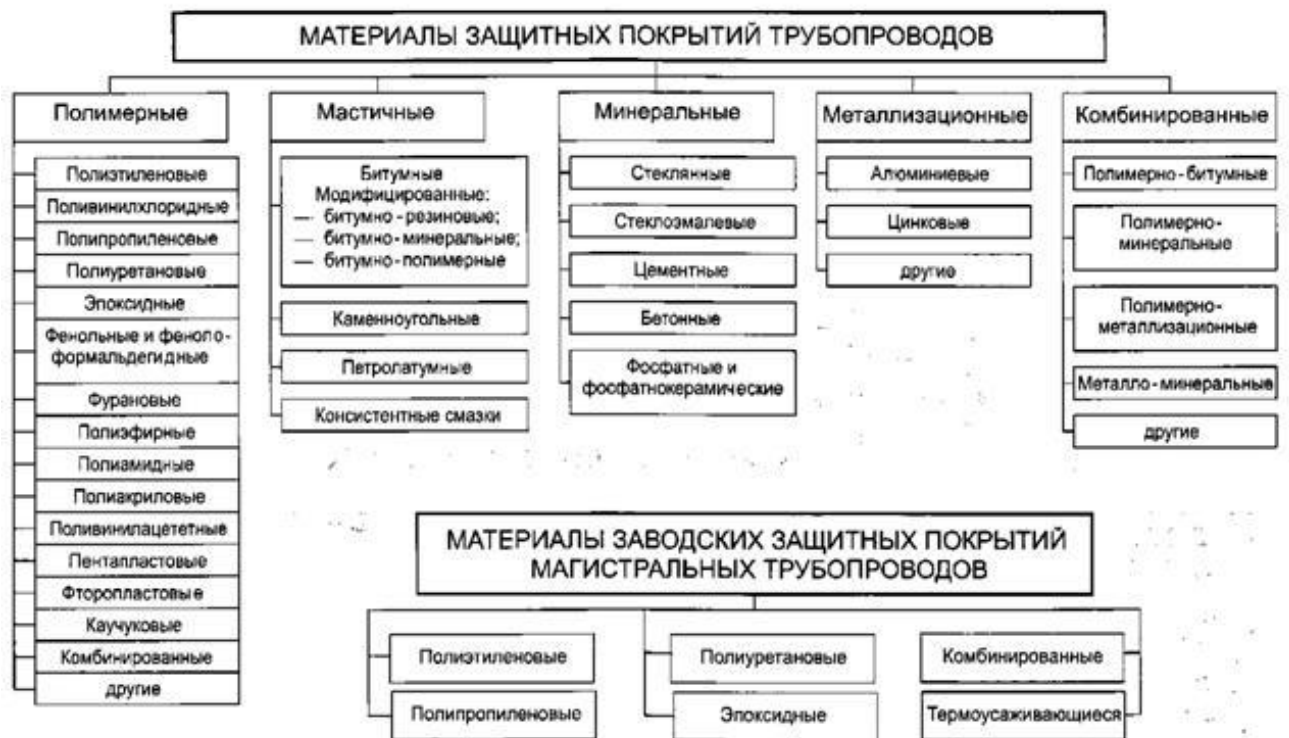 МАТЕРИАЛЫ ЗАЩИТНЫХ ПОКРЫТИЙ ТРУБОПРОВОДОВ
Полимерные
Полиэтиленовые
Поливинилхлоридные
Полипропиленовые
Полиуретановые
Эпоксидные
Фенольные и феноло-
формальдегидные
Фурановые
Полиэфирные
Полиамидные
Полиакриловые
Поливинилацететные
Пентапластовые
Фторопластовые
Каучуковые
Комбинированные
другие
Мастичные
Битумные
Модифицированные:
— битумно-резиновые;
— битумно-минеральные;
— битумно-полимерные
Каменноугольные
Петролатумные
Консистентные смазки
Минеральные
Стеклянные
Стеклоэмалевые
Цементные
Бетонные
Фосфатные и
фосфатнокерамические
Металлизационные
Алюминиевые
Цинковые
другие
Комбинированные
Полимерно-битумные
Полимерно-
минеральные
Полимерно-
металлизационные
Металло-минеральные
другие
МАТЕРИАЛЫ ЗАВОДСКИХ ЗАЩИТНЫХ ПОКРЫТИЙ
МАГИСТРАЛЬНЫХ ТРУБОПРОВОДОВ
Полиэтиленовые
Полипропиленовые
Полиуретановые
Эпоксидные
Комбинированные
Термоусаживающиеся